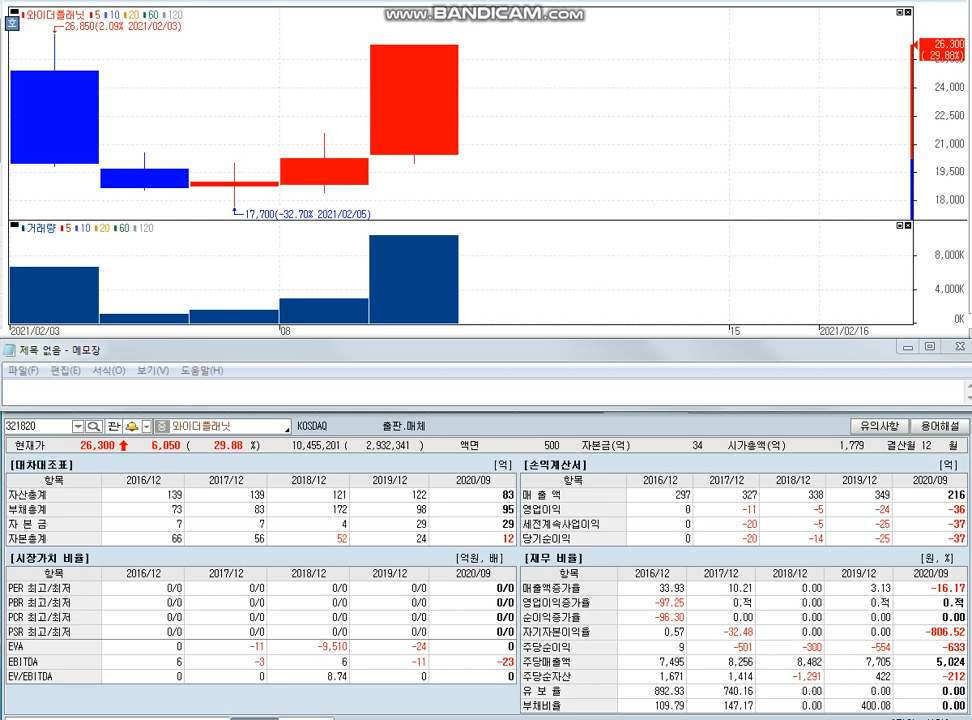 www.BANDICAM.com
호 와이더플래닛 5 10 20 60 120
26,850(2.09% 2021/02/03)
26,300
( 29.88%)
24,000
22,500
21,000
19,500
18,000
17,700(-32.70% 2021/02/05)
거래량 5 10 20 60 120
8,000K
4,000K
0K
2021/02/03 08 15 2021/02/16
제목 없음 - 메모장
파일(F) 편집(E) 서식(O) 보기(V) 도움말(H)
321820 관 증 와이더플래닛 KOSDAQ 출판.매체 유의사항 용어해설
현재가 26,300 6,050 ( 29.88 %) 10,455,201 ( 2,932,341 ) 액면 500 자본금(억) 34 시가총액(억) 1,779 결산월 12 월
[대차대조표] [억]
항목 2016/12 2017/12 2018/12 2019/12 2020/09
자산총계 139 139 121 122 83
부채총계 73 83 172 98 95
자 본 금 7 7 4 29 29
자본총계 66 56 52 24 12
[손익계산서] [억]
항목 2016/12 2017/12 2018/12 2019/12 2020/09
매 출 액 297 327 338 349 216
영업이익 0 -11 -5 -24 -36
세전계속사업이익 0 -20 -5 -25 -37
당기순이익 0 -20 -14 -25 -37
[시장가치 비율] [억원, 배]
항목 2016/12 2017/12 2018/12 2019/12 2020/09
PER 최고/최저 0/0 0/0 0/0 0/0 0/0
PBR 최고/최저 0/0 0/0 0/0 0/0 0/0
PCR 최고/최저 0/0 0/0 0/0 0/0 0/0
PSR 최고/최저 0/0 0/0 0/0 0/0 0/0
EVA 0 -11 -9,510 -24 0
EBITDA 6 -3 6 -11 -23
EV/EBITDA 0 0 8.74 0 0
[재무 비율] [원, %]
항목 2016/12 2017/12 2018/12 2019/12 2020/09
매출액증가율 33.93 10.21 0.00 3.13 -16.17
영업이익증가율 -97.25 0.적 0.00 0.적 0.적
순이익증가율 -96.30 0.00 0.00 0.00 0.00
자기자본이익율 0.57 -32.48 0.00 0.00 -806.52
주당순이익 9 -501 -300 -554 -633
주당매출액 7,495 8,256 8,482 7,705 5,024
주당순자산 1,671 1,414 -1,291 422 -212
유 보 율 892.93 740.16 0.00 0.00 0.00
부채비율 109.79 147.17 0.00 400.08 0.00